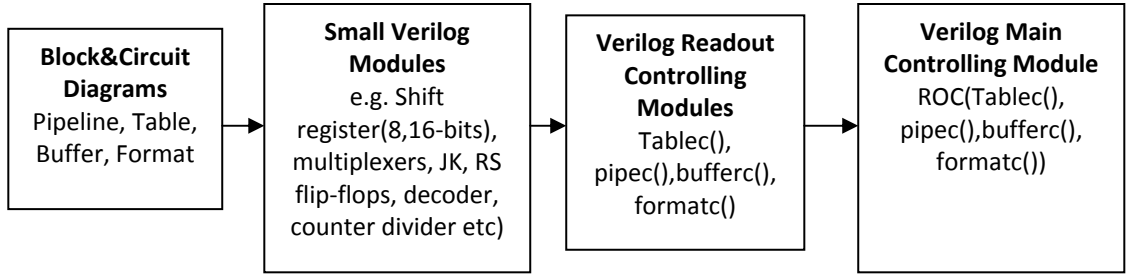 Block&Circuit
Diagrams
Pipeline, Table,
Buffer, Format
Small Verilog
Modules
e.g. Shift
register(8,16-bits),
multiplexers, JK, RS
flip-flops, decoder,
counter divider etc)
Verilog Readout
Controlling
Modules
Tablec(),
pipec(),bufferc(),
formatc()
Verilog Main
Controlling Module
ROC(Tablec(),
pipec(),bufferc(),
formatc())